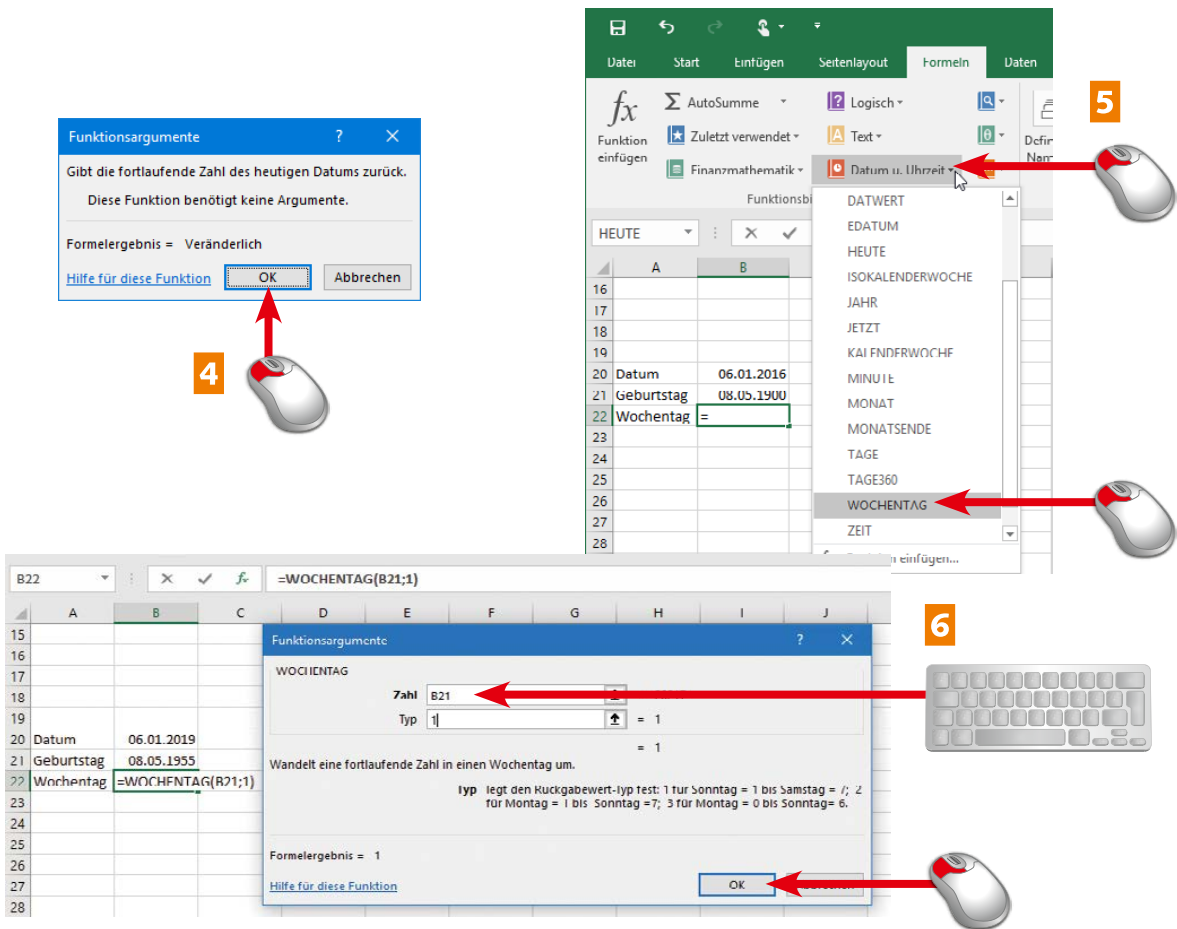 Datei Start Einfügen Seitenlayout Formeln Daten
fx
Funktion einfügen
AutoSumme
Zuletzt verwendet
Finanzmathematik
Logisch
Text
Datum u. Uhrzeit
Funktionsbi
5
Funktionsargumente ? ×
Gibt die fortlaufende Zahl des heutigen Datums zurück.
Diese Funktion benötigt keine Argumente.
Formelergebnis = Veränderlich
Hilfe für diese Funktion OK Abbrechen
4
HEUTE
A B
16
17
18
19
20 Datum 06.01.2016
21 Geburtstag 08.05.1900
22 Wochentag =
23
24
25
26
27
28
DATWERT
EDATUM
HEUTE
ISOKALENDERWOCHE
JAHR
JETZT
KALENDERWOCHE
MINUTE
MONAT
MONATSENDE
TAGE
TAGE360
WOCHENTAG
ZEIT
einfügen...
B22 fx =WOCHENTAG(B21;1)
A B C D E F G H I J
15
16
17
18
19
20 Datum 06.01.2019
21 Geburtstag 08.05.1955
22 Wochentag =WOCHENTAG(B21;1)
23
24
25
26
27
28
Funktionsargumente ? ×
WOCHENTAG
Zahl B21
Typ 1 = 1
= 1
Wandelt eine fortlaufende Zahl in einen Wochentag um.
Typ legt den Rückgabewert-Typ fest: 1 für Sonntag = 1 bis Samstag = 7; 2
für Montag = 1 bis Sonntag =7; 3 für Montag = 0 bis Sonntag= 6.
Formelergebnis = 1
Hilfe für diese Funktion OK
6